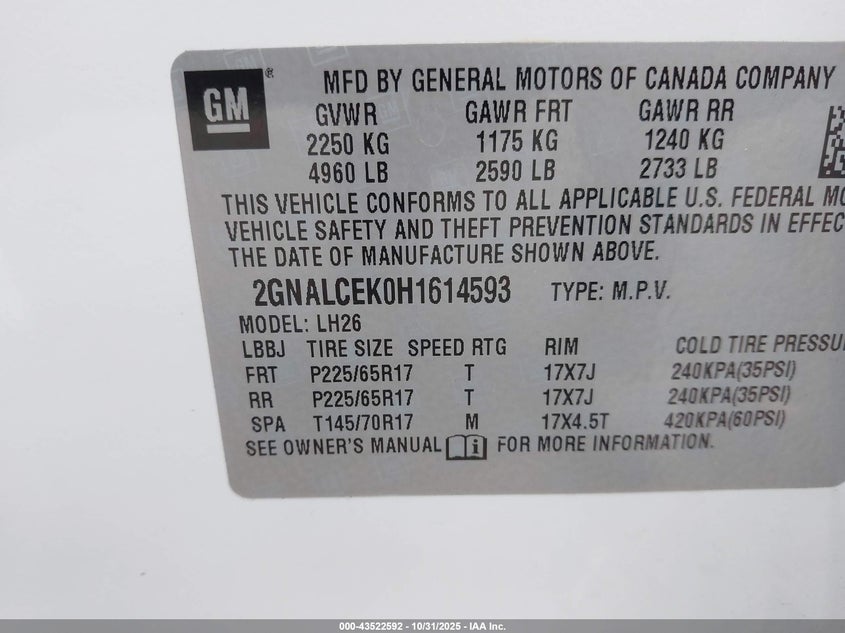 GM ®
MFD BY GENERAL MOTORS OF CANADA COMPANY
GVWR GAWR FRT GAWR RR
2250 KG 1175 KG 1240 KG
4960 LB 2590 LB 2733 LB
THIS VEHICLE CONFORMS TO ALL APPLICABLE U.S. FEDERAL MO
VEHICLE SAFETY AND THEFT PREVENTION STANDARDS IN EFFEC
THE DATE OF MANUFACTURE SHOWN ABOVE.
2GNALCEK0H1614593 TYPE: M.P.V.
MODEL: LH26
LBBJ TIRE SIZE SPEED RTG RIM COLD TIRE PRESSU
FRT P225/65R17 T 17X7J 240KPA(35PSI)
RR P225/65R17 T 17X7J 240KPA(35PSI)
SPA T145/70R17 M 17X4.5T 420KPA(60PSI)
SEE OWNER'S MANUAL i FOR MORE INFORMATION.
000-43522592 - 10/31/2025 - IAA Inc.